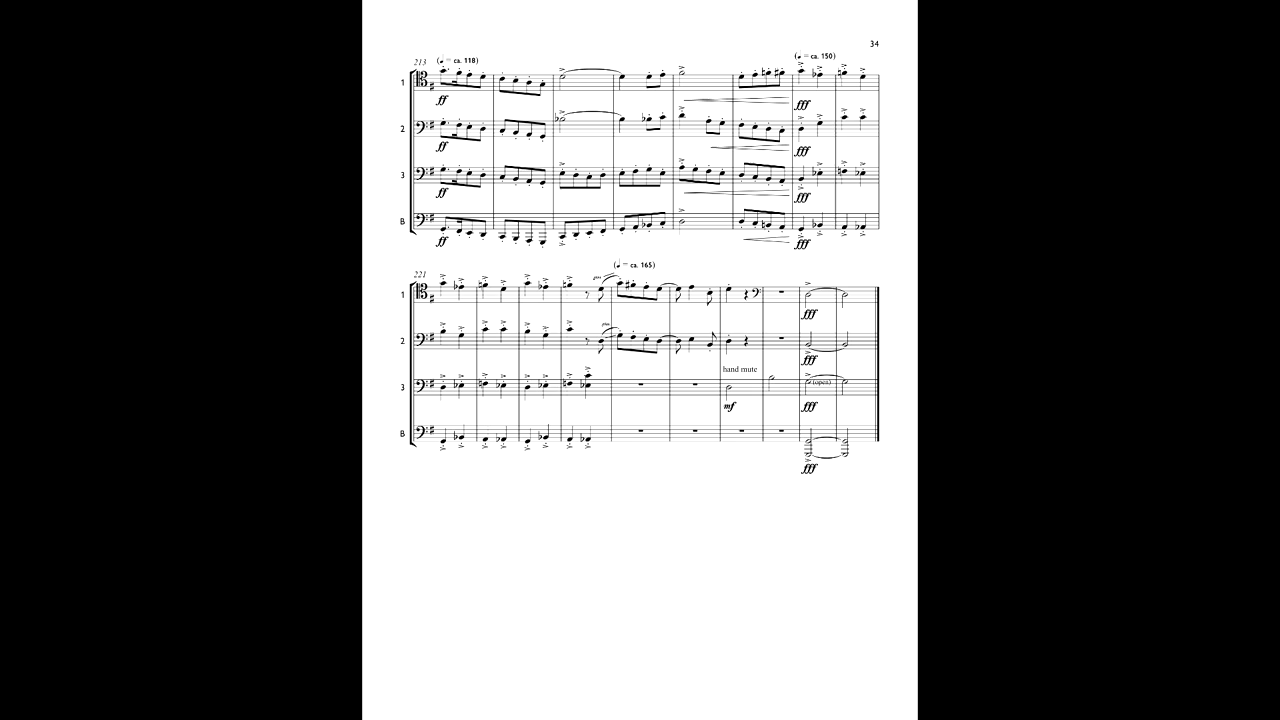 34
213 (♩ = ca. 118) (♩ = ca. 150)
1
ff fff
2
ff fff
3
ff fff
B
ff fff
221 (♩ = ca. 165)
1
fff
2
fff
hand mute
3 (open)
mf fff
B
fff